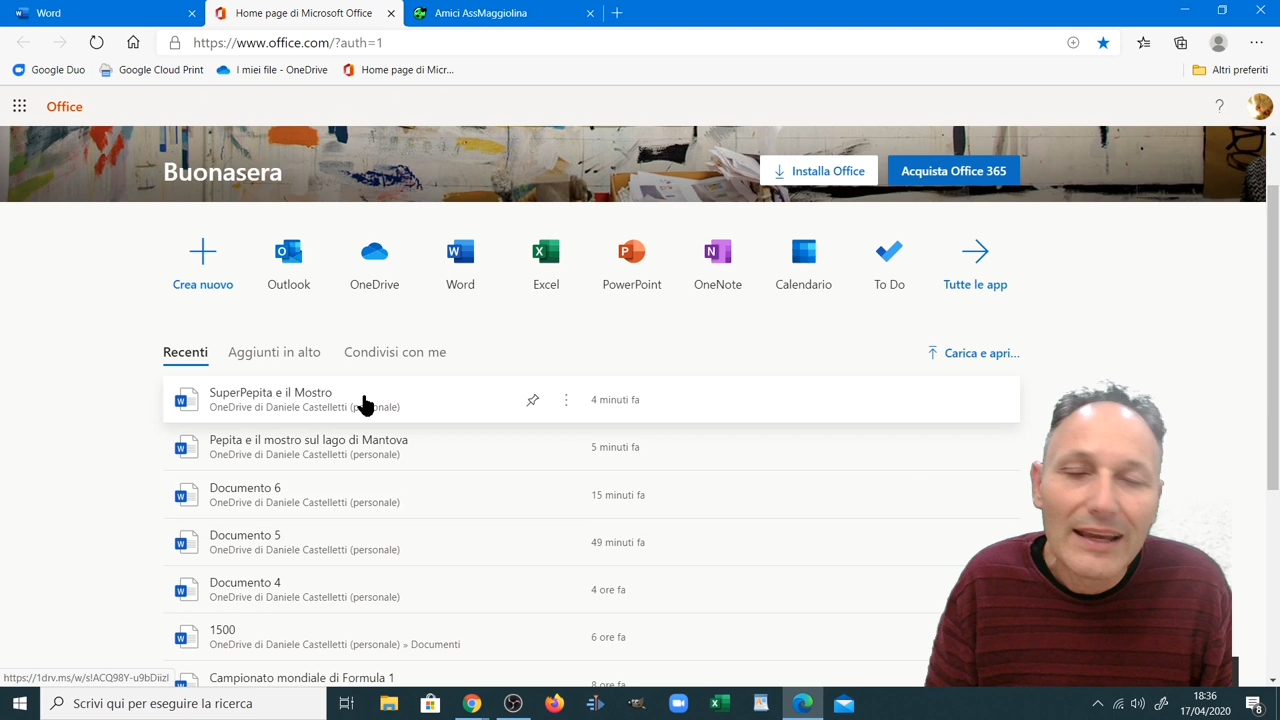 Word
Home page di Microsoft Office
Amici AssMaggiolina
https://www.office.com/?auth=1
Google Duo
Google Cloud Print
I miei file - OneDrive
Home page di Micr...
Altri preferiti
Office
?
Buonasera
Installa Office
Acquista Office 365
Crea nuovo
Outlook
OneDrive
Word
Excel
PowerPoint
OneNote
Calendario
To Do
Tutte le app
Recenti
Aggiunti in alto
Condivisi con me
Carica e apri...
SuperPepita e il Mostro
4 minuti fa
OneDrive di Daniele Castelletti (personale)
Pepita e il mostro sul lago di Mantova
5 minuti fa
OneDrive di Daniele Castelletti (personale)
Documento 6
15 minuti fa
OneDrive di Daniele Castelletti (personale)
Documento 5
49 minuti fa
OneDrive di Daniele Castelletti (personale)
Documento 4
4 ore fa
OneDrive di Daniele Castelletti (personale)
1500
6 ore fa
OneDrive di Daniele Castelletti (personale) » Documenti
Campionato mondiale di Formula 1
8 ore fa
Scrivi qui per eseguire la ricerca
18:36
17/04/2020
8